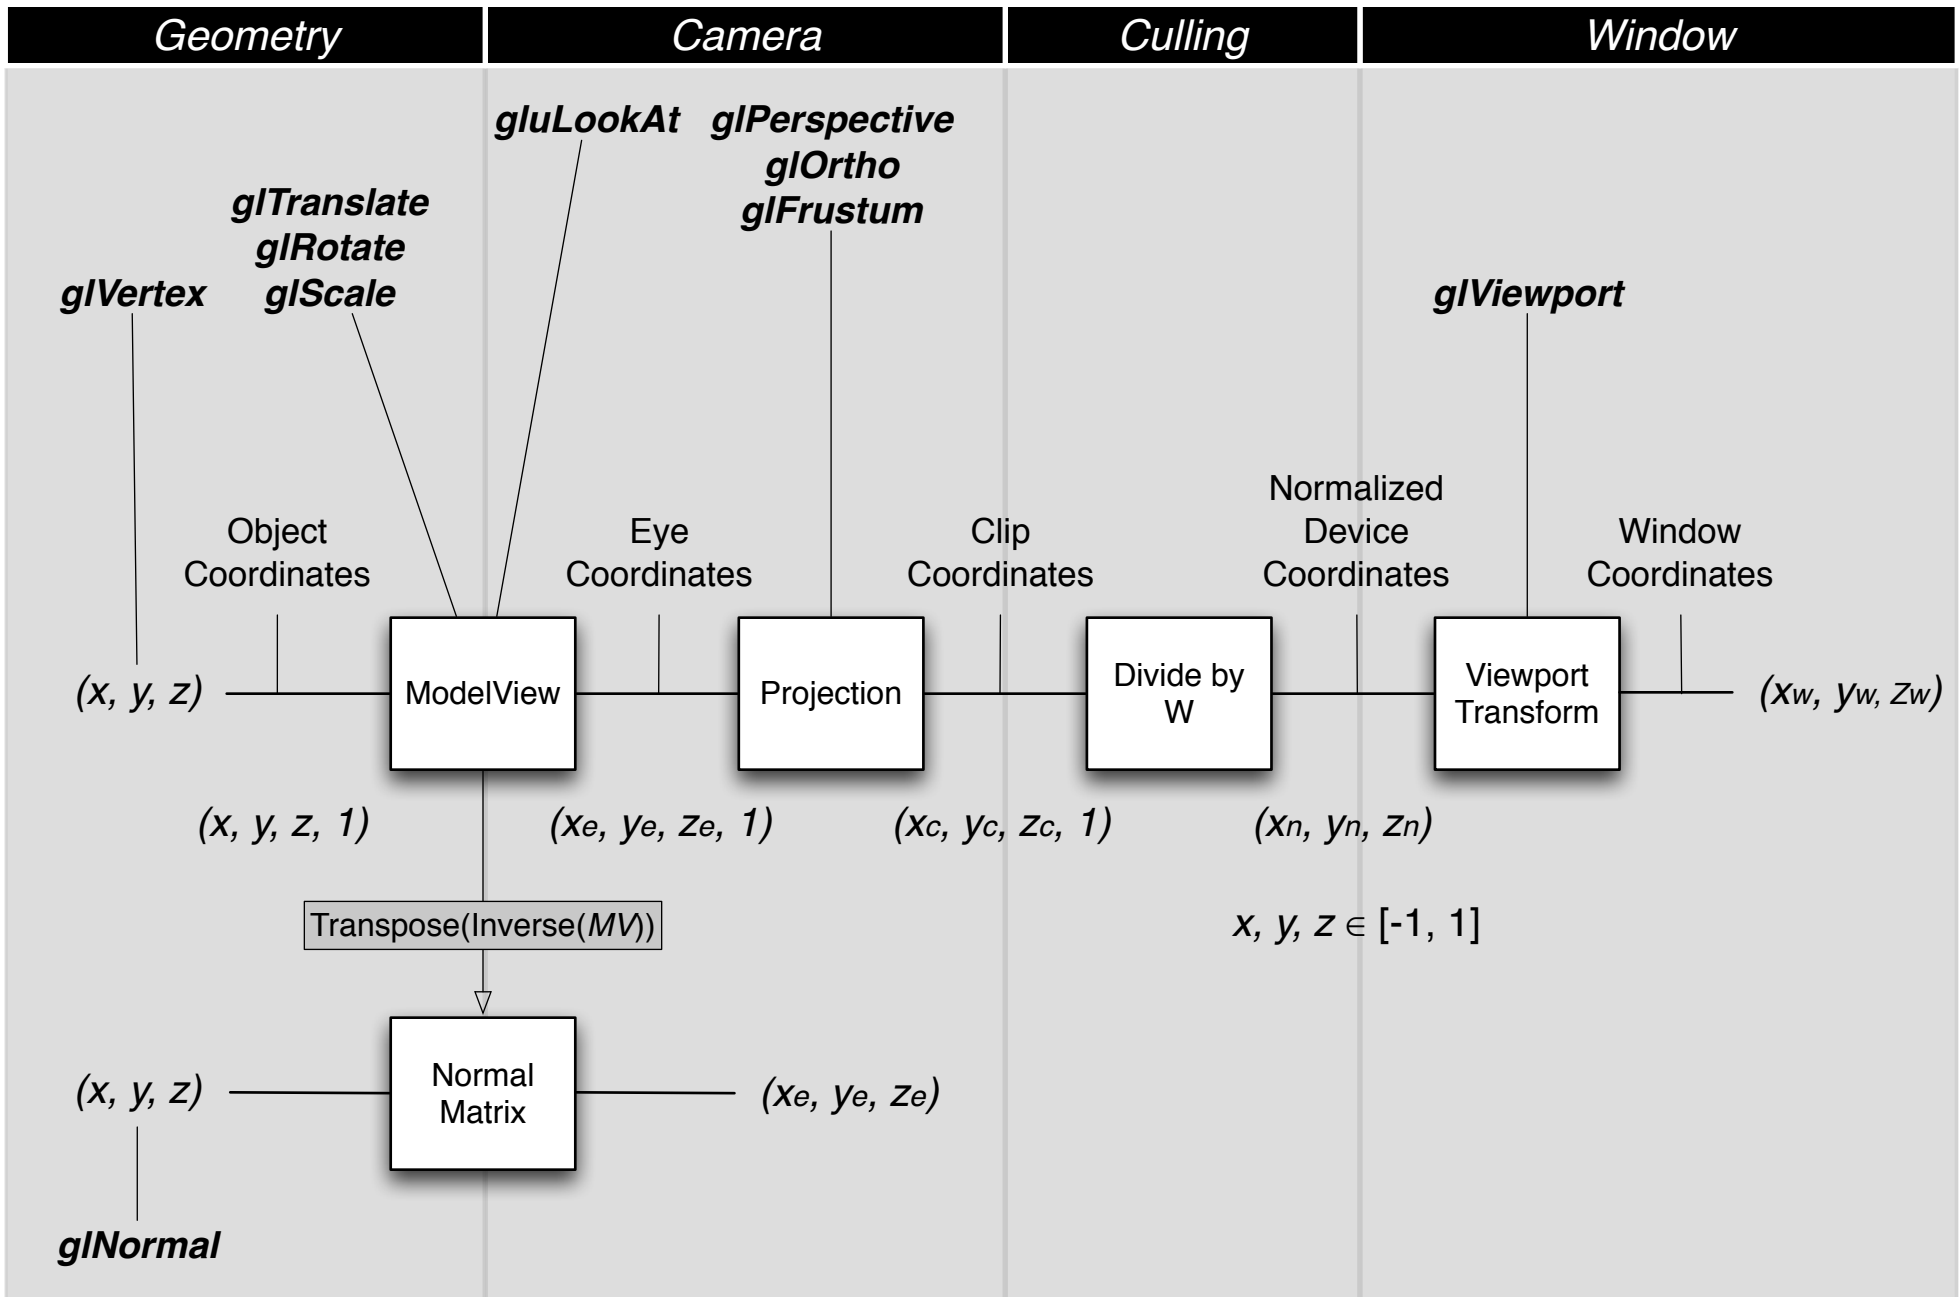 Geometry
Camera
Culling
Window
gluLookAt
glPerspective
glOrtho
glFrustum
glTranslate
glRotate
glScale
glVertex
glViewport
Object
Coordinates
Eye
Coordinates
Clip
Coordinates
Normalized
Device
Coordinates
Window
Coordinates
(x, y, z)
ModelView
Projection
Divide by
W
Viewport
Transform
(xw, yw, zw)
(x, y, z, 1)
(xe, ye, ze, 1)
(xc, yc, zc, 1)
(xn, yn, zn)
Transpose(Inverse(MV))
x, y, z ∈ [-1, 1]
(x, y, z)
Normal
Matrix
(xe, ye, ze)
glNormal